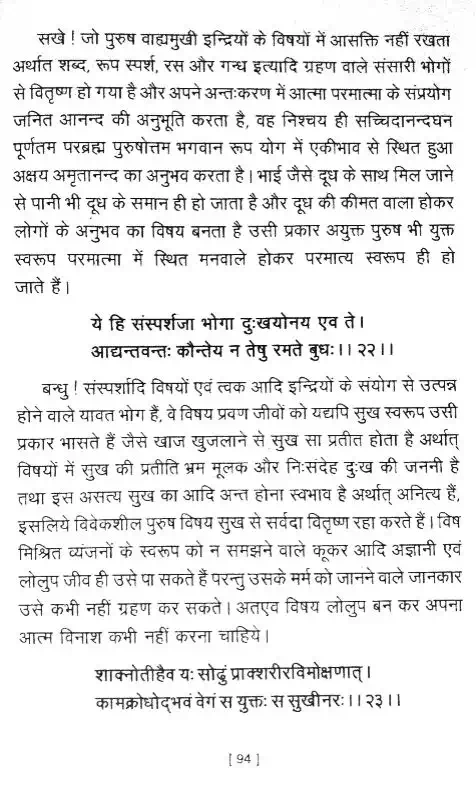 सखे ! जो पुरुष वाह्यमुखी इन्द्रियों के विषयों में आसक्ति नहीं रखता
अर्थात शब्द, रूप स्पर्श, रस और गन्ध इत्यादि ग्रहण वाले संसारी भोगों
से वितृष्ण हो गया है और अपने अन्तःकरण में आत्मा परमात्मा के संप्रयोग
जनित आनन्द की अनुभूति करता है, वह निश्चय ही सच्चिदानन्दघन
पूर्णतम परब्रह्म पुरुषोत्तम भगवान रूप योग में एकीभाव से स्थित हुआ
अक्षय अमृतानन्द का अनुभव करता है। भाई जैसे दूध के साथ मिल जाने
से पानी भी दूध के समान ही हो जाता है और दूध की कीमत वाला होकर
लोगों के अनुभव का विषय बनता है उसी प्रकार अयुक्त पुरुष भी युक्त
स्वरूप परमात्मा में स्थित मनवाले होकर परमात्य स्वरूप ही हो
जाते हैं।
ये हि संस्पर्शजा भोगा दुःखयोनय एव ते।
आद्यन्तवन्तः कौन्तेय न तेषु रमते बुधः।। २२।।
बन्धु ! संस्पर्शादि विषयों एवं त्वक आदि इन्द्रियों के संयोग से उत्पन्न
होने वाले यावत भोग हैं, वे विषय प्रवण जीवों को यद्यपि सुख स्वरूप उसी
प्रकार भासते हैं जैसे खाज खुजलाने से सुख सा प्रतीत होता है अर्थात्
विषयों में सुख की प्रतीति भ्रम मूलक और निःसंदेह दुःख की जननी है
तथा इस असत्य सुख का आदि अन्त होना स्वभाव है अर्थात् अनित्य हैं,
इसलिये विवेकशील पुरुष विषय सुख से सर्वदा वितृष्ण रहा करते हैं। विष
मिश्रित व्यंजनों के स्वरूप को न समझने वाले कूकर आदि अज्ञानी एवं
लोलुप जीव ही उसे पा सकते हैं परन्तु उसके मर्म को जानने वाले जानकार
उसे कभी नहीं ग्रहण कर सकते। अतएव विषय लोलुप बन कर अपना
आत्म विनाश कभी नहीं करना चाहिये।
शाक्नोतीहैव यः सोढुं प्राक्शरीरविमोक्षणात्।
कामक्रोधोद्भवं वेगं स युक्तः स सुखीनरः।। २३।।
[ 94 ]